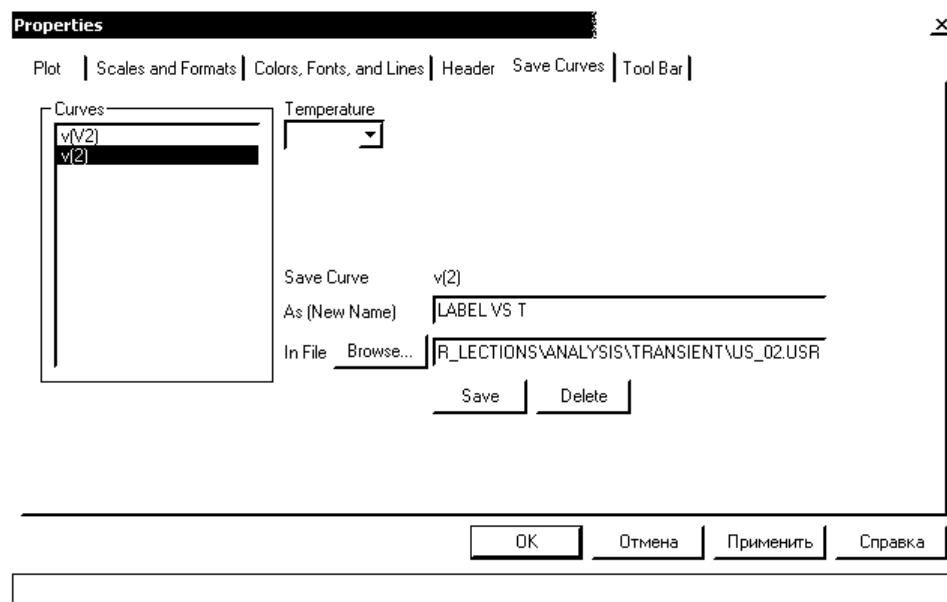 Properties
Plot Scales and Formats Colors, Fonts, and Lines Header Save Curves Tool Bar
Curves Temperature
v(V2)
v(2)
Save Curve v(2)
As (New Name) LABEL VS T
In File Browse... R_LECTIONS\ANALYSIS\TRANSIENT\US_02.USR
Save Delete
OK Отмена Применить Справка